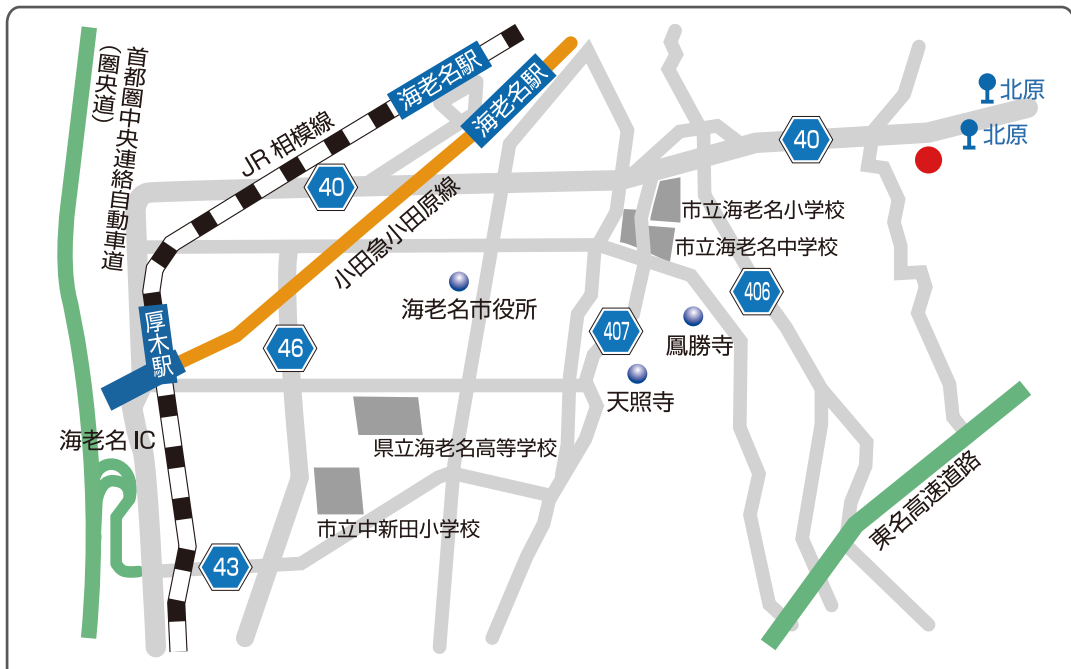 首都圏中央連絡自動車道
(圏央道)
海老名駅
海老名駅
北原
北原
JR 相模線
40
40
市立海老名小学校
小田急小田原線
市立海老名中学校
海老名市役所
406
厚木駅
46
407
鳳勝寺
天照寺
海老名 IC
県立海老名高等学校
東名高速道路
市立中新田小学校
43